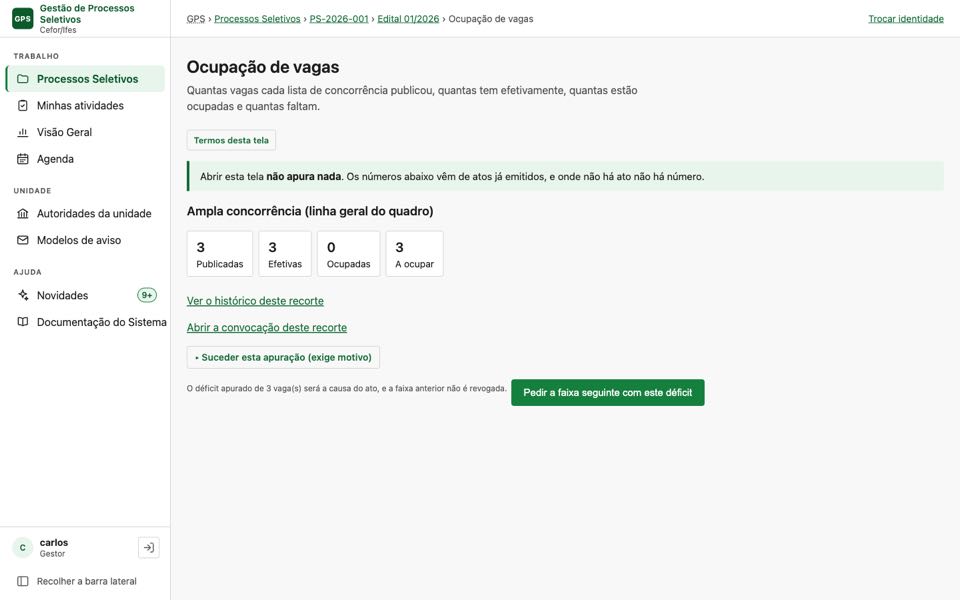 GPS
Gestão de Processos
Seletivos
Cefor/Ifes
GPS › Processos Seletivos › PS-2026-001 › Edital 01/2026 › Ocupação de vagas
Trocar identidade
TRABALHO
Processos Seletivos
Minhas atividades
Visão Geral
Agenda
UNIDADE
Autoridades da unidade
Modelos de aviso
AJUDA
Novidades 9+
Documentação do Sistema
Ocupação de vagas
Quantas vagas cada lista de concorrência publicou, quantas tem efetivamente, quantas estão
ocupadas e quantas faltam.
Termos desta tela
Abrir esta tela não apura nada. Os números abaixo vêm de atos já emitidos, e onde não há ato não há número.
Ampla concorrência (linha geral do quadro)
3 3 0 3
Publicadas Efetivas Ocupadas A ocupar
Ver o histórico deste recorte
Abrir a convocação deste recorte
Suceder esta apuração (exige motivo)
O déficit apurado de 3 vaga(s) será a causa do ato, e a faixa anterior não é revogada. Pedir a faixa seguinte com este déficit
C
carlos
Gestor
Recolher a barra lateral